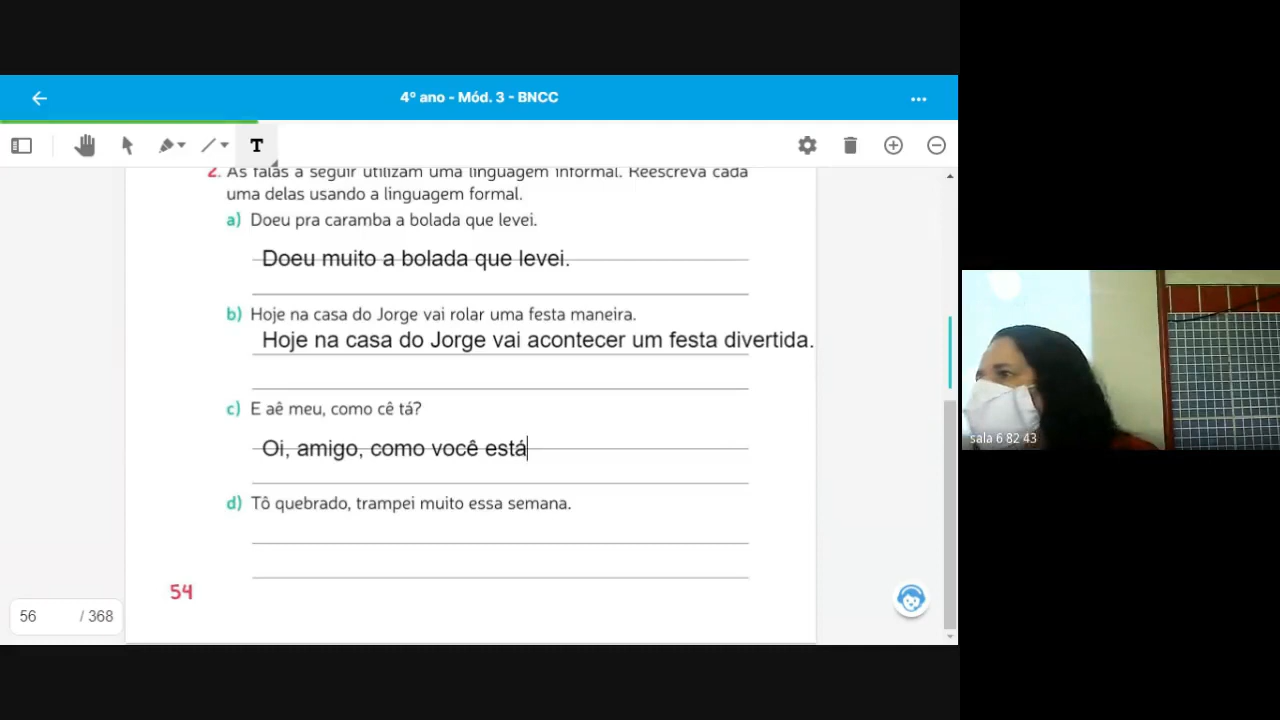 4º ano - Mód. 3 - BNCC
T
2. As falas a seguir utilizam uma linguagem informal. Reescreva cada
uma delas usando a linguagem formal.
a) Doeu pra caramba a bolada que levei.
Doeu muito a bolada que levei.
b) Hoje na casa do Jorge vai rolar uma festa maneira.
Hoje na casa do Jorge vai acontecer um festa divertida.
c) E aê meu, como cê tá?
Oi, amigo, como você está
d) Tô quebrado, trampei muito essa semana.
54
56 / 368
sala 6 82 43